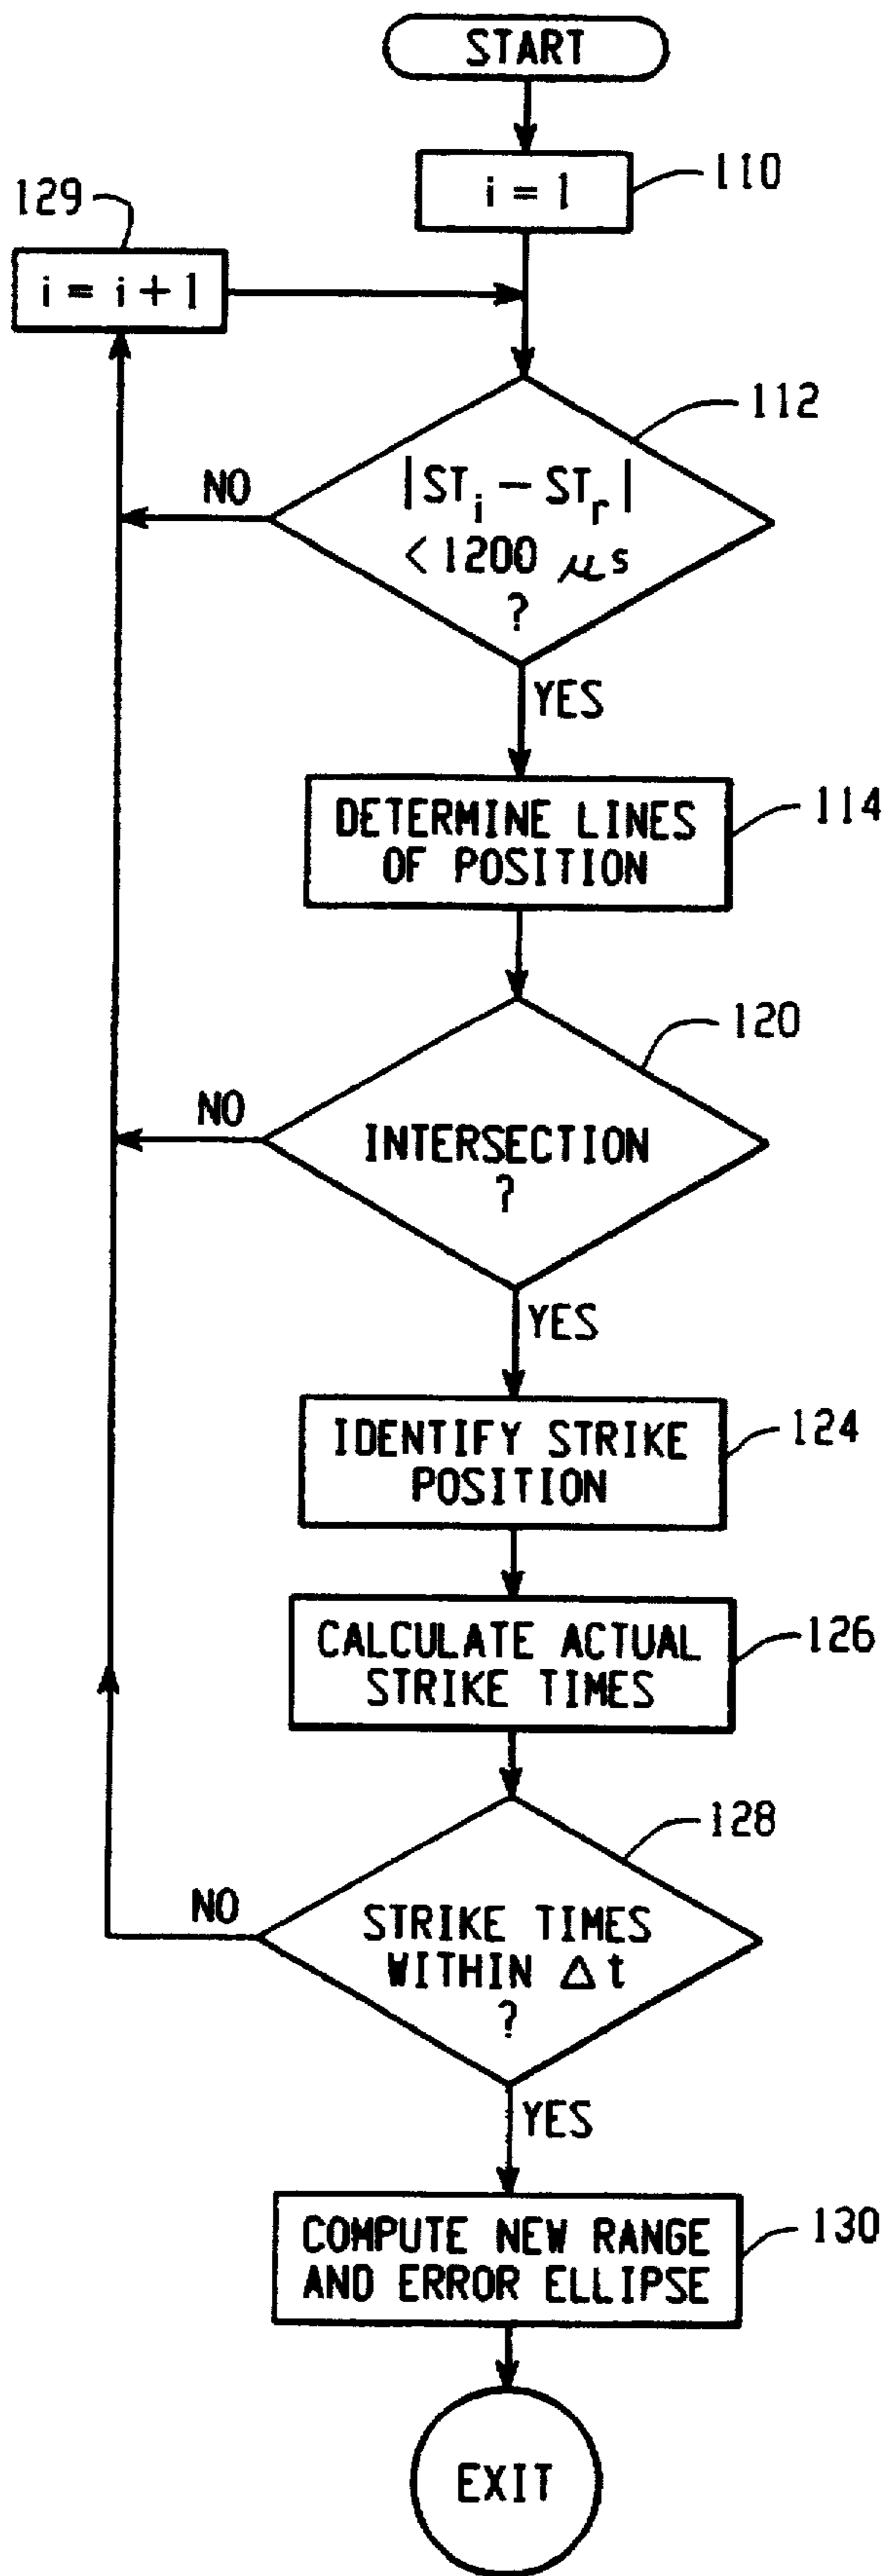 START
i = 1
110
129
i = i + 1
112
|ST_i − ST_r|
< 1200 μs
?
NO
YES
DETERMINE LINES
OF POSITION
114
120
INTERSECTION
?
NO
YES
IDENTIFY STRIKE
POSITION
124
CALCULATE ACTUAL
STRIKE TIMES
126
128
STRIKE TIMES
WITHIN Δt
?
NO
YES
COMPUTE NEW RANGE
AND ERROR ELLIPSE
130
EXIT